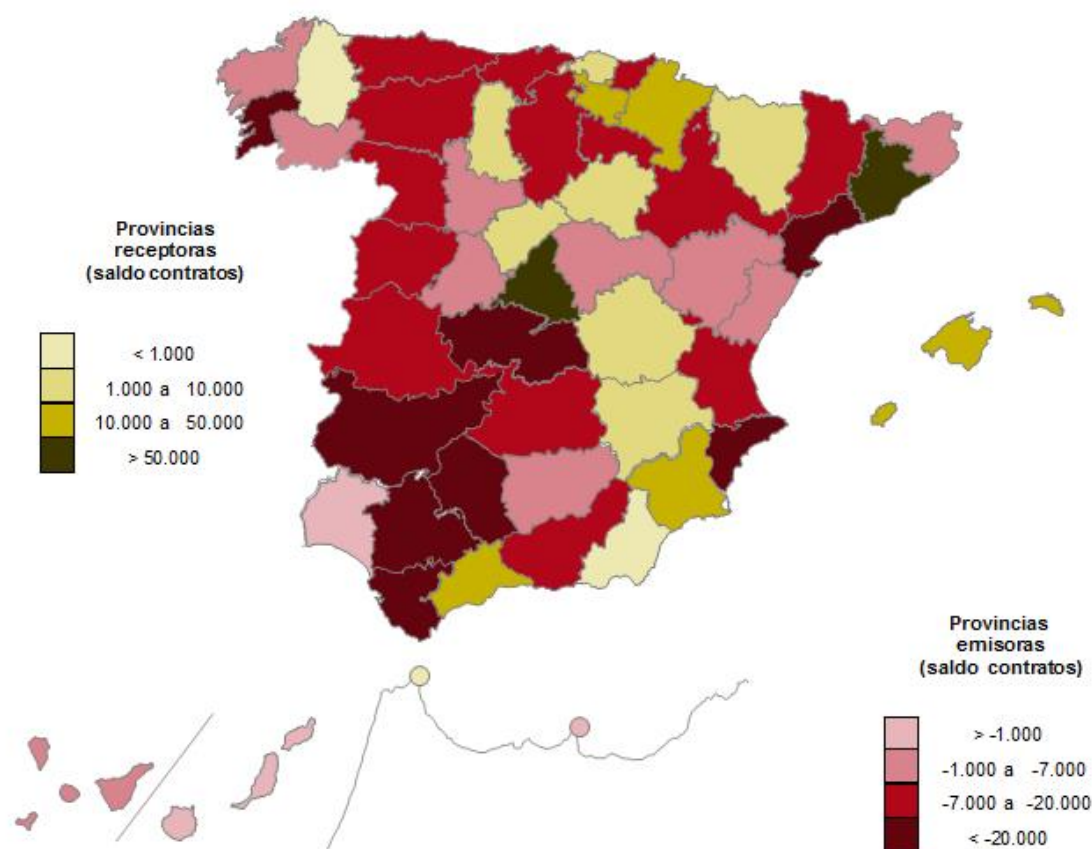 Provincias
receptoras
(saldo contratos)
< 1.000
1.000 a 10.000
10.000 a 50.000
> 50.000
Provincias
emisoras
(saldo contratos)
> -1.000
-1.000 a -7.000
-7.000 a -20.000
< -20.000